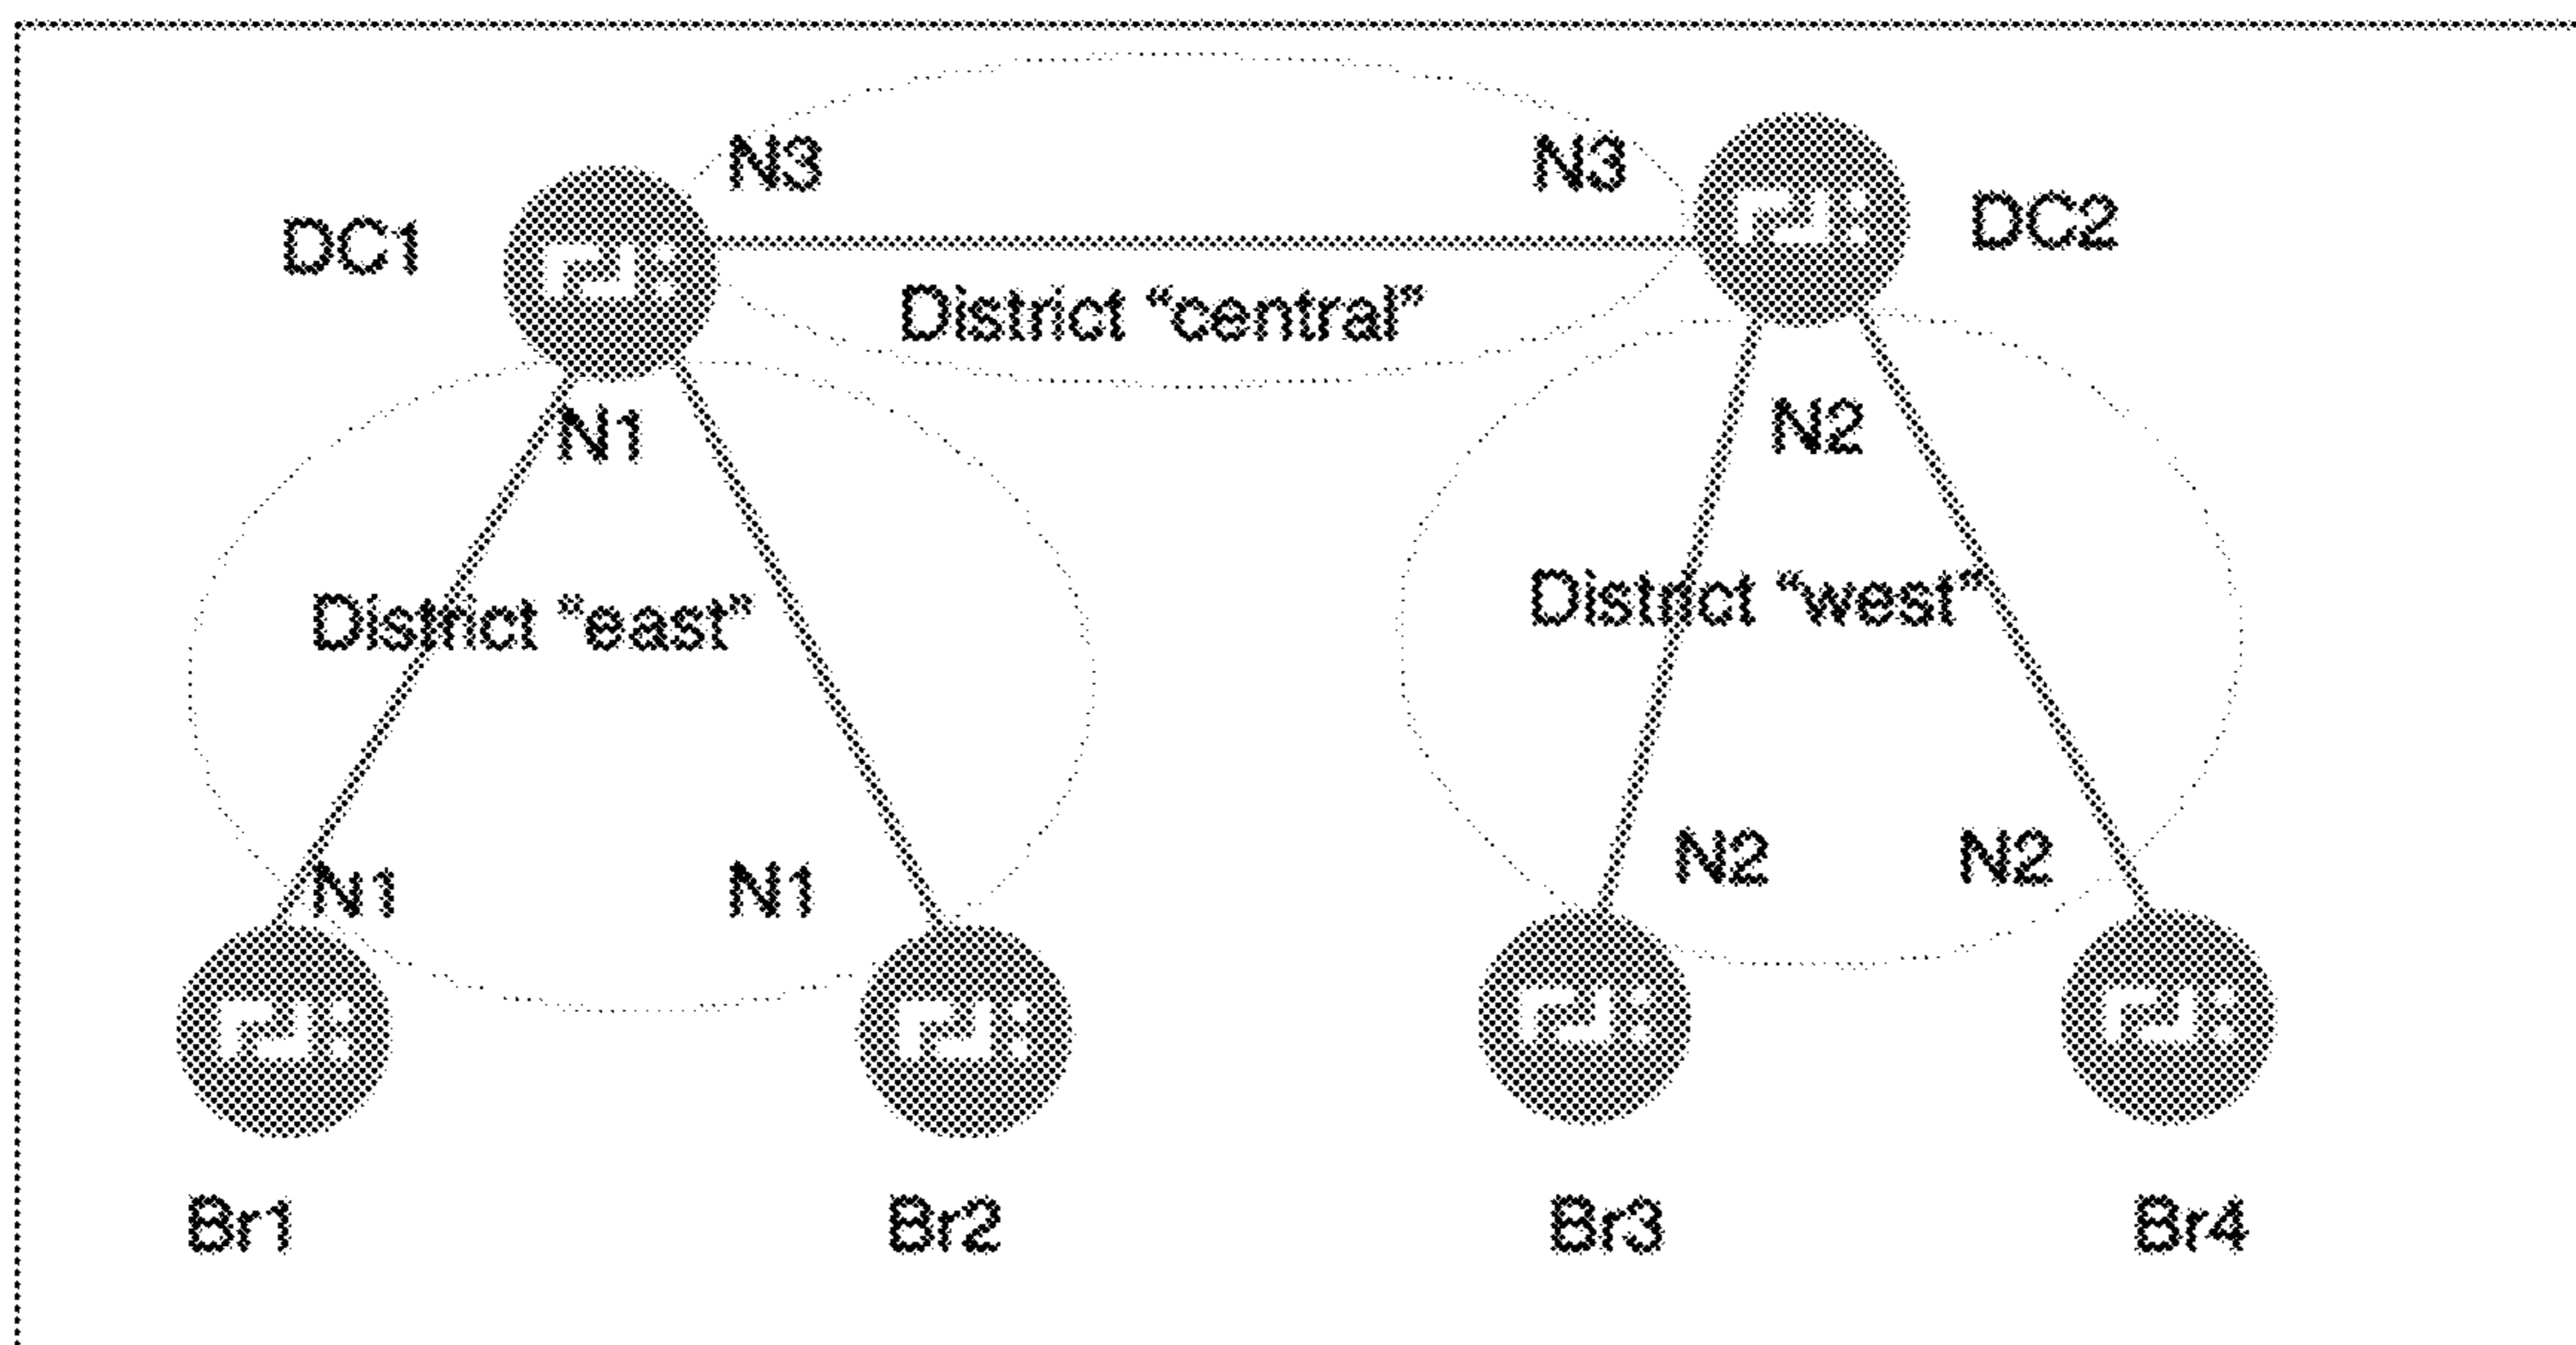 N3
N3
DC1
DC2
District “central”
N1
N2
District “east”
District “west”
N1
N1
N2
N2
Br1
Br2
Br3
Br4